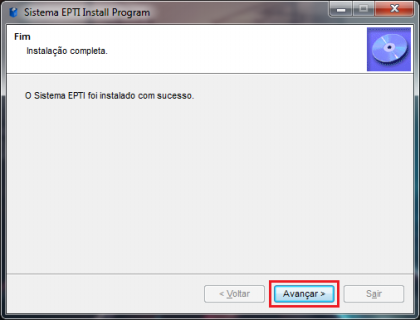 Sistema EPTI Install Program
Fim
Instalação completa.
O Sistema EPTI foi instalado com sucesso.
< Voltar
Avançar >
Sair